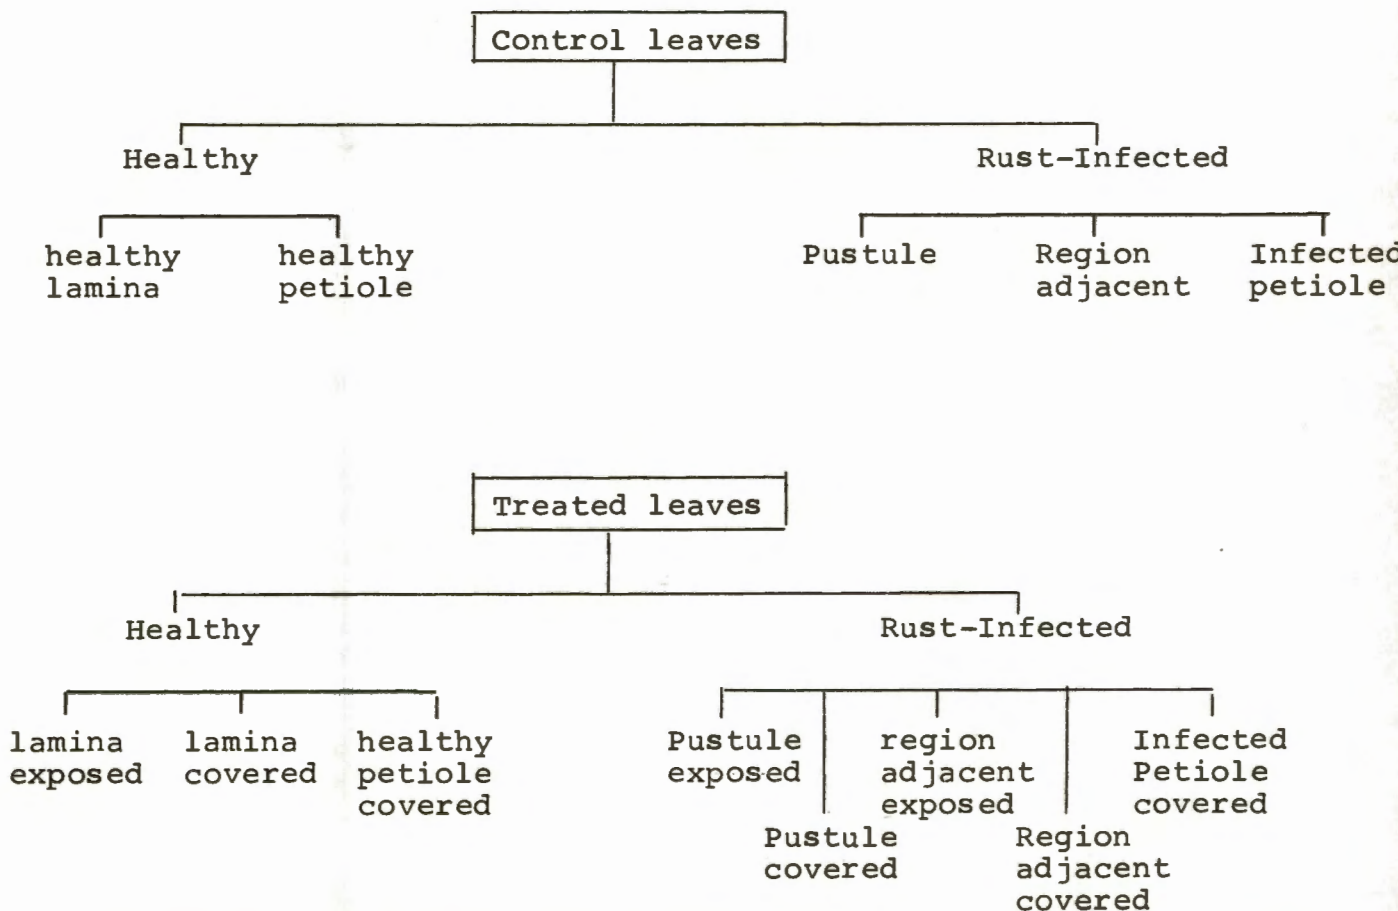 Control leaves
Healthy
Rust-Infected
healthy
lamina
healthy
petiole
Pustule
Region
adjacent
Infected
petiole
Treated leaves
Healthy
Rust-Infected
lamina
exposed
lamina
covered
healthy
petiole
covered
Pustule
exposed
Pustule
covered
region
adjacent
exposed
Region
adjacent
covered
Infected
Petiole
covered